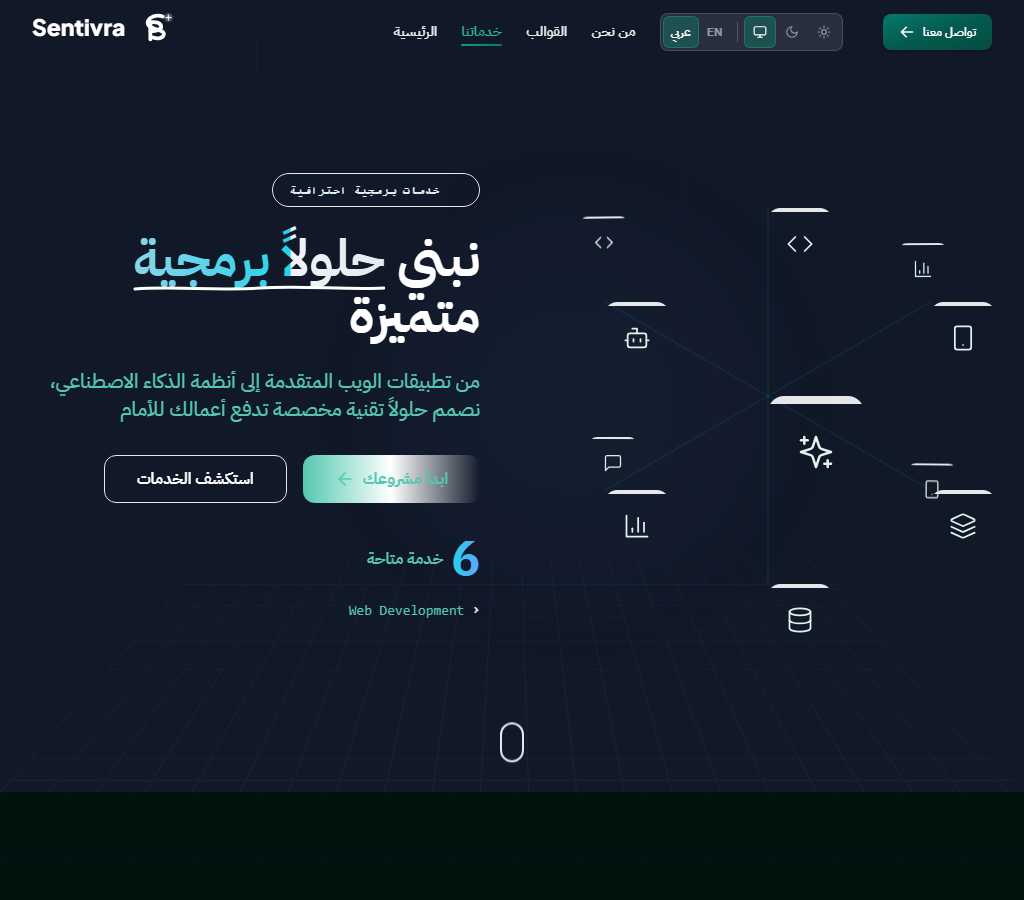 Sentivra
الرئيسية
خدماتنا
القوالب
من نحن
عربي
EN
تواصل معنا
خدمات برمجية احترافية
نبني حلولاً برمجية
متميزة
من تطبيقات الويب المتقدمة إلى أنظمة الذكاء الاصطناعي،
نصمم حلولاً تقنية مخصصة تدفع أعمالك للأمام
ابدأ مشروعك
استكشف الخدمات
6 خدمة متاحة
Web Development